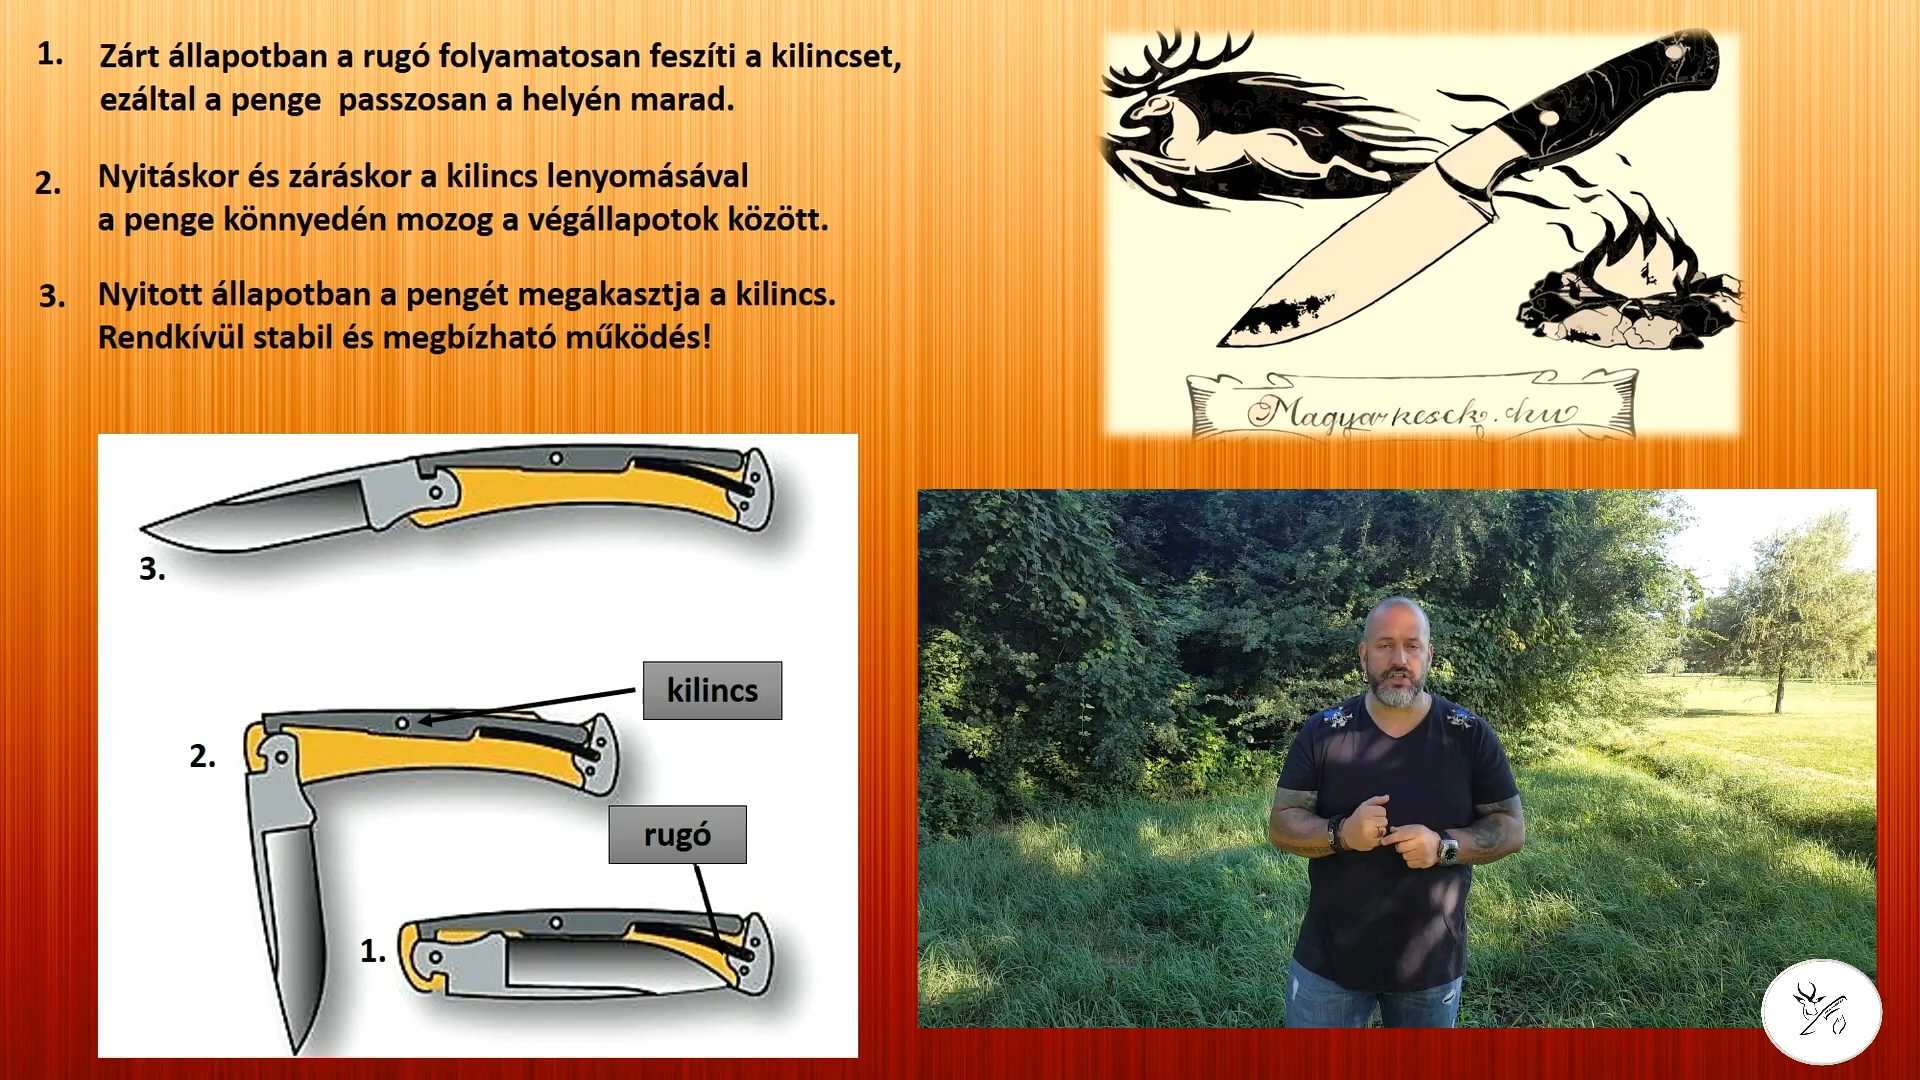 1. Zárt állapotban a rugó folyamatosan feszíti a kilincset,
ezáltal a penge passzosan a helyén marad.
2. Nyitáskor és záráskor a kilincs lenyomásával
a penge könnyedén mozog a végállapotok között.
3. Nyitott állapotban a pengét megakasztja a kilincs.
Rendkívül stabil és megbízható működés!
Magyarkesek.hu
3.
kilincs
2.
rugó
1.